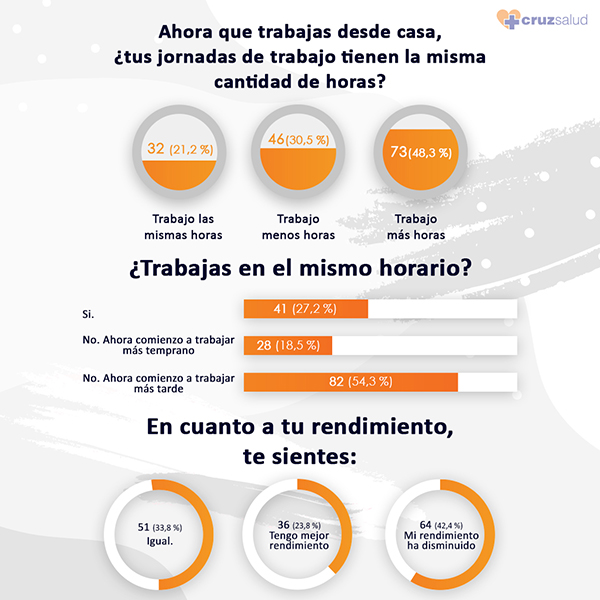 cruzsalud
Ahora que trabajas desde casa,
¿tus jornadas de trabajo tienen la misma
cantidad de horas?
32 (21,2 %)
46(30,5 %)
73(48,3 %)
Trabajo las
mismas horas
Trabajo
menos horas
Trabajo
más horas
¿Trabajas en el mismo horario?
Si.
41 (27,2 %)
No. Ahora comienzo a trabajar
más temprano
28 (18,5 %)
No. Ahora comienzo a trabajar
más tarde
82 (54,3 %)
En cuanto a tu rendimiento,
te sientes:
51 (33,8 %)
Igual.
36 (23,8 %)
Tengo mejor
rendimiento
64 (42,4 %)
Mi rendimiento
ha disminuido